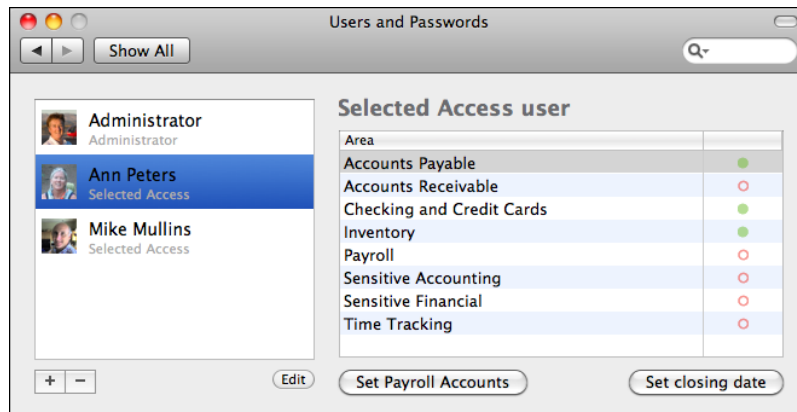 Users and Passwords
Show All
Administrator
Administrator
Ann Peters
Selected Access
Mike Mullins
Selected Access
+ −
Edit
Selected Access user
Area
Accounts Payable
Accounts Receivable
Checking and Credit Cards
Inventory
Payroll
Sensitive Accounting
Sensitive Financial
Time Tracking
Set Payroll Accounts
Set closing date